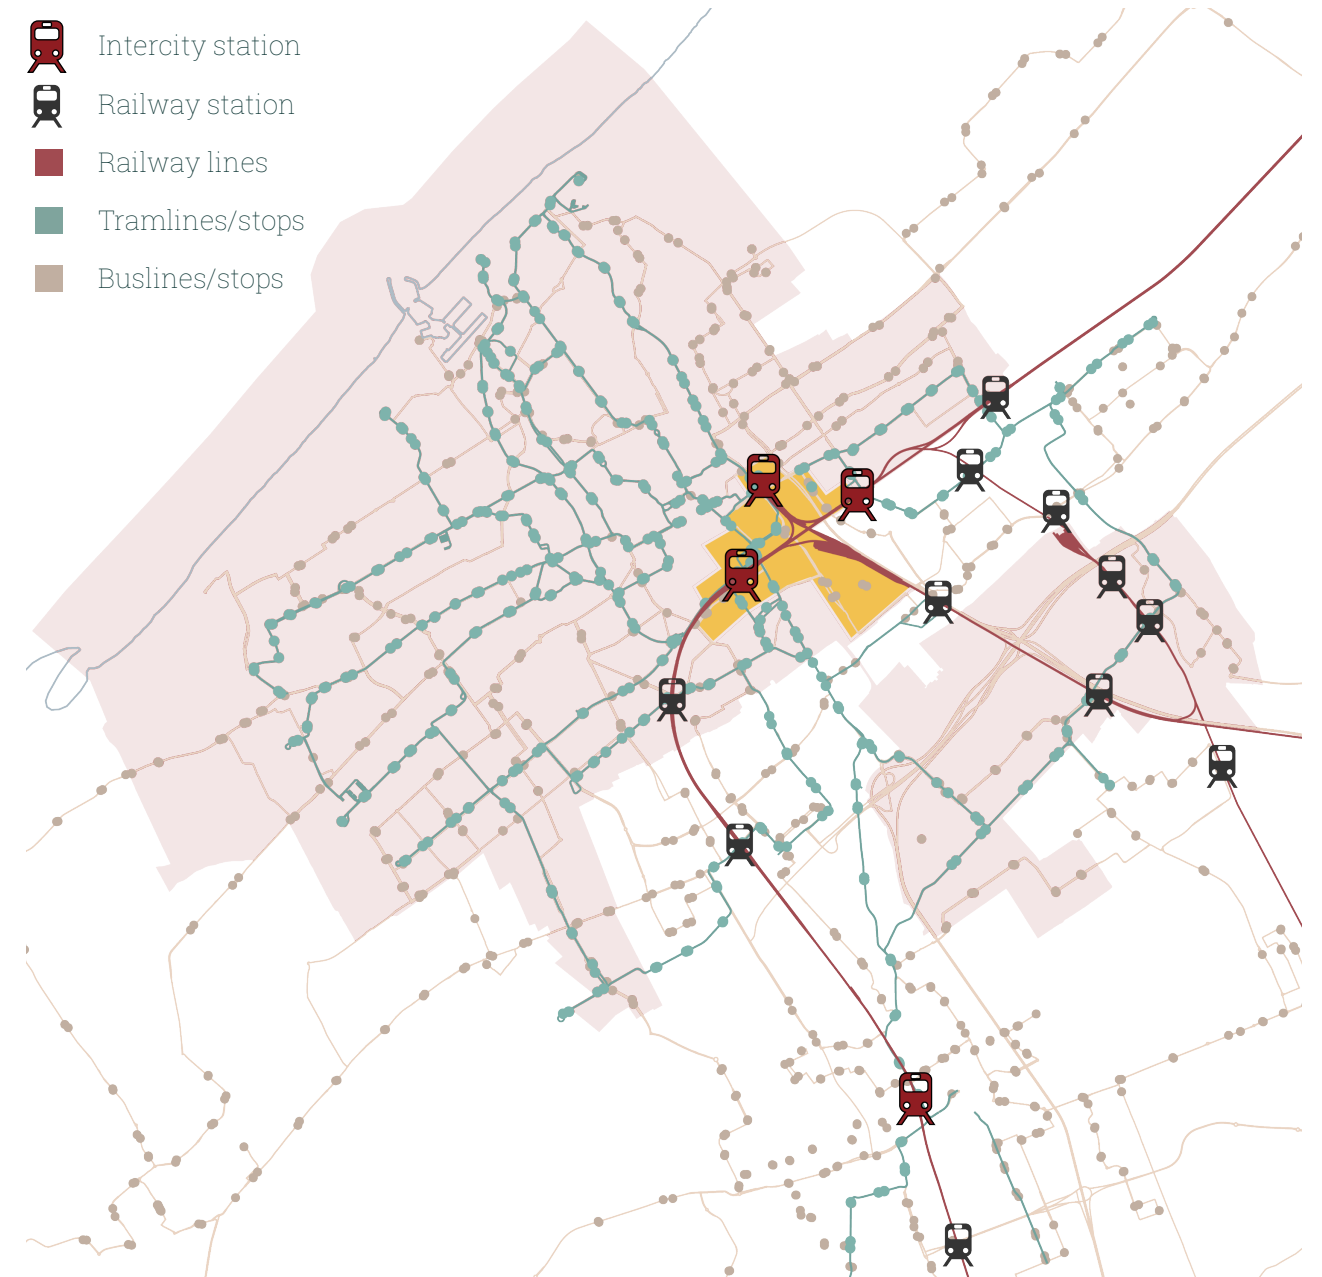 Intercity station
Railway station
Railway lines
Tramlines/stops
Buslines/stops